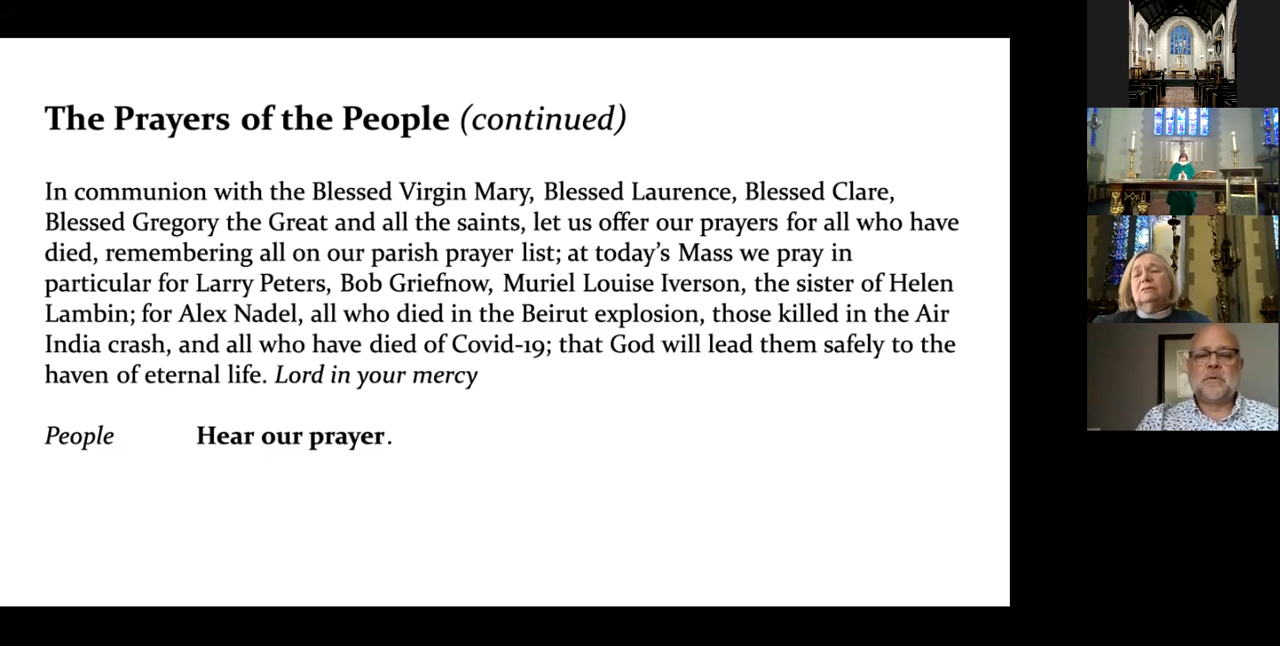 The Prayers of the People (continued)
In communion with the Blessed Virgin Mary, Blessed Laurence, Blessed Clare,
Blessed Gregory the Great and all the saints, let us offer our prayers for all who have
died, remembering all on our parish prayer list; at today's Mass we pray in
particular for Larry Peters, Bob Griefnow, Muriel Louise Iverson, the sister of Helen
Lambin; for Alex Nadel, all who died in the Beirut explosion, those killed in the Air
India crash, and all who have died of Covid-19; that God will lead them safely to the
haven of eternal life. Lord in your mercy
People Hear our prayer.